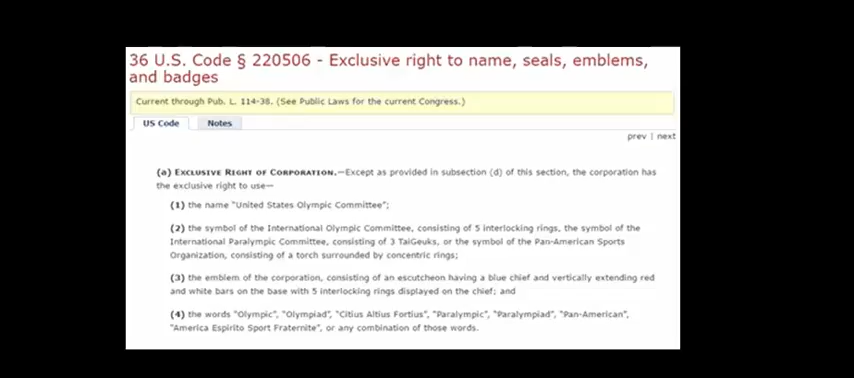 36 U.S. Code § 220506 - Exclusive right to name, seals, emblems,
and badges
Current through Pub. L. 114-38. (See Public Laws for the current Congress.)
US Code Notes
prev | next
(a) EXCLUSIVE RIGHT OF CORPORATION.—Except as provided in subsection (d) of this section, the corporation has
the exclusive right to use—
(1) the name "United States Olympic Committee";
(2) the symbol of the International Olympic Committee, consisting of 5 interlocking rings, the symbol of the
International Paralympic Committee, consisting of 3 TaiGeuks, or the symbol of the Pan-American Sports
Organization, consisting of a torch surrounded by concentric rings;
(3) the emblem of the corporation, consisting of an escutcheon having a blue chief and vertically extending red
and white bars on the base with 5 interlocking rings displayed on the chief; and
(4) the words "Olympic", "Olympiad", "Citius Altius Fortius", "Paralympic", "Paralympiad", "Pan-American",
"America Espirito Sport Fraternite", or any combination of those words.